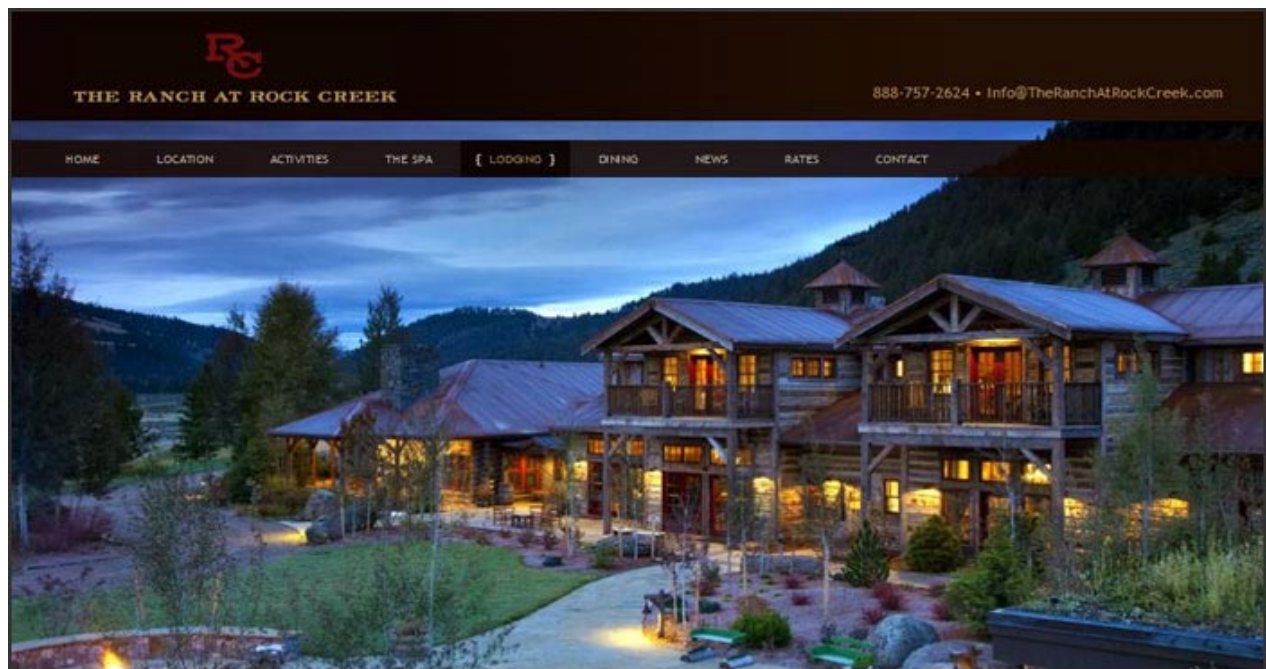 RC
THE RANCH AT ROCK CREEK
888-757-2624 • Info@TheRanchAtRockCreek.com
HOME LOCATION ACTIVITIES THE SPA { LODGING } DINING NEWS RATES CONTACT